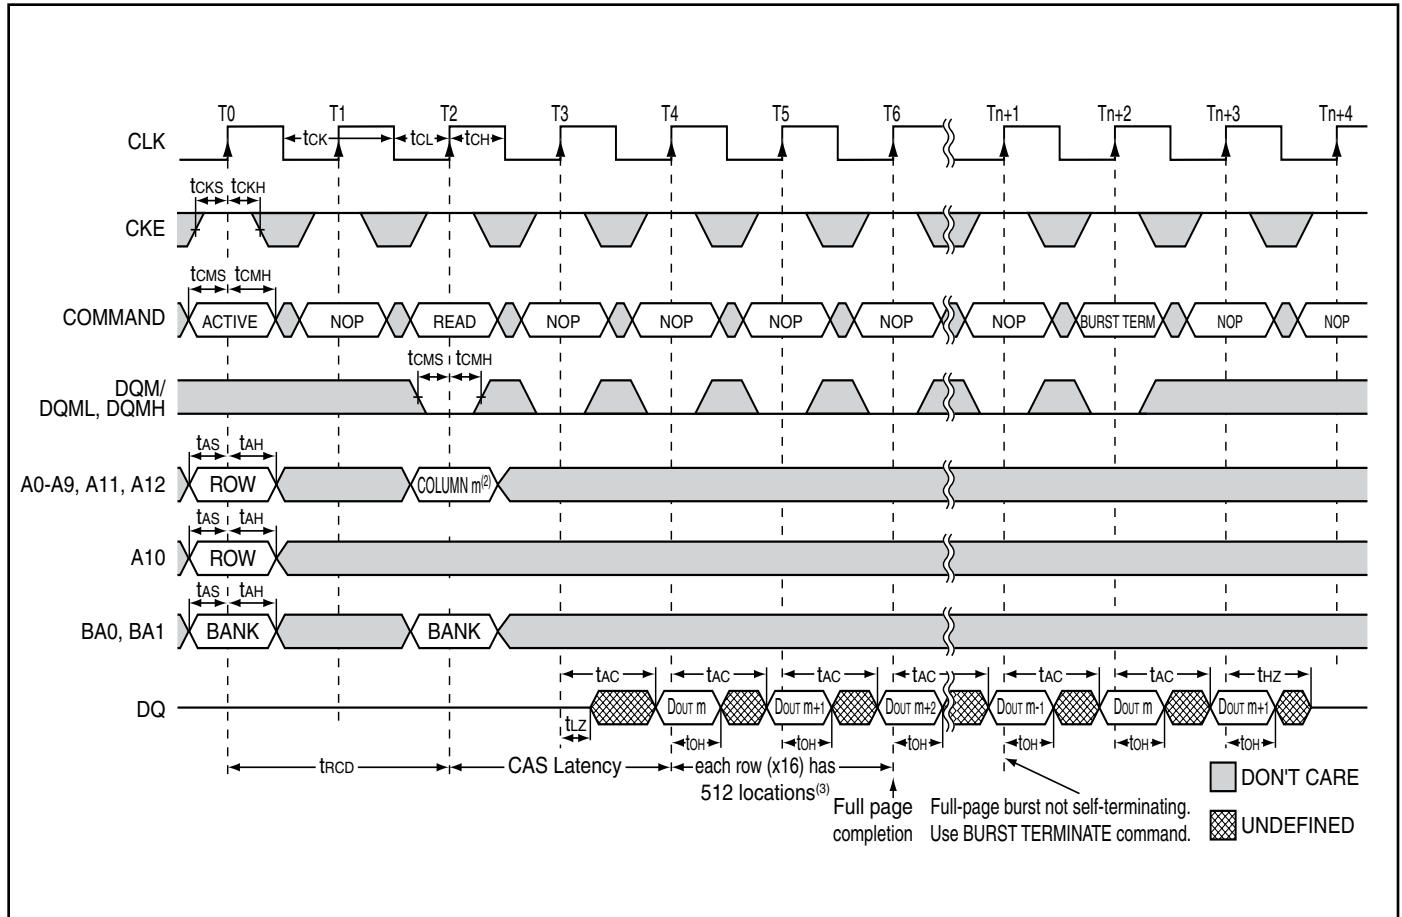 T0 T1 T2 T3 T4 T5 T6 Tn+1 Tn+2 Tn+3 Tn+4
CLK tCK tCL tCH
tCKS tCKH
CKE
tCMS tCMH
COMMAND ACTIVE NOP READ NOP NOP NOP NOP NOP BURST TERM NOP NOP
tCMS tCMH
DQM/
DQML, DQMH
tAS tAH
A0-A9, A11, A12 ROW COLUMN m(2)
tAS tAH
A10 ROW
tAS tAH
BA0, BA1 BANK BANK
tAC tAC tAC tAC tAC tAC tHZ
DQ DOUT m DOUT m+1 DOUT m+2 DOUT m-1 DOUT m DOUT m+1
tLZ tOH tOH tOH tOH tOH tOH
tRCD CAS Latency each row (x16) has
512 locations(3)
Full page
completion
Full-page burst not self-terminating.
Use BURST TERMINATE command.
DON'T CARE
UNDEFINED